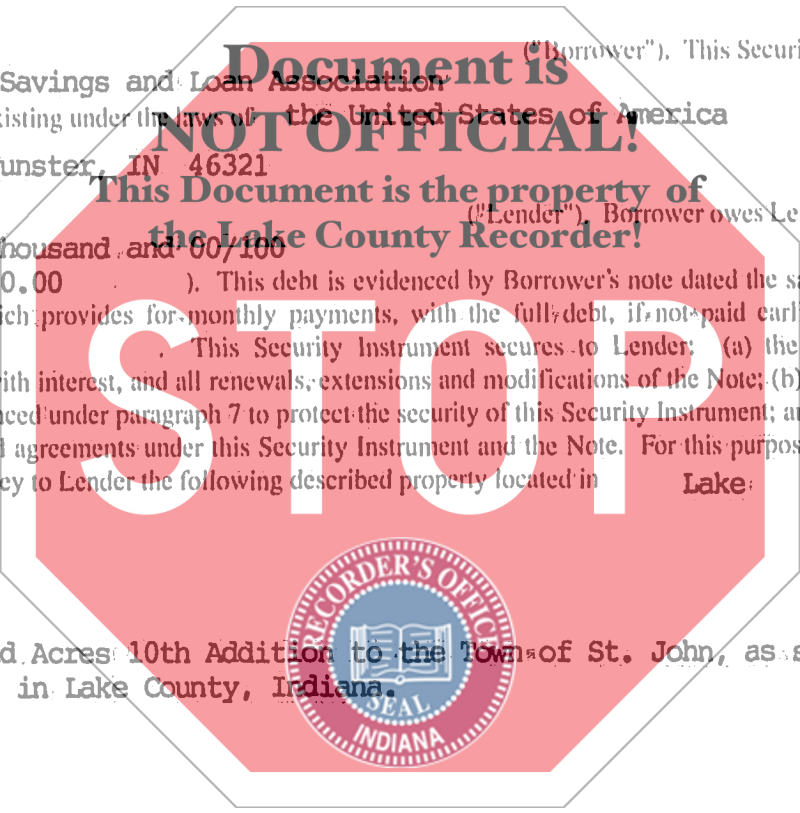 Document is
("Borrower"). This Securi
Savings and Loan Association
xisting under the laws of the United States of America
NOT OFFICIAL!
unster, IN 46321
This Document is the property of
("Lender"). Borrower owes Le
the Lake County Recorder!
housand and 00/100
0.00 ). This debt is evidenced by Borrower's note dated the sa
ich provides for monthly payments, with the full debt, if not paid earli
. This Security Instrument secures to Lender: (a) the
STOP
ith interest, and all renewals, extensions and modifications of the Note; (b)
nced under paragraph 7 to protect the security of this Security Instrument; an
d agreements under this Security Instrument and the Note. For this purpos
ey to Lender the following described property located in Lake
RECORDER'S OFFICE
d Acres 10th Addition to the Town of St. John, as s
in Lake County, Indiana.
SEAL
INDIANA